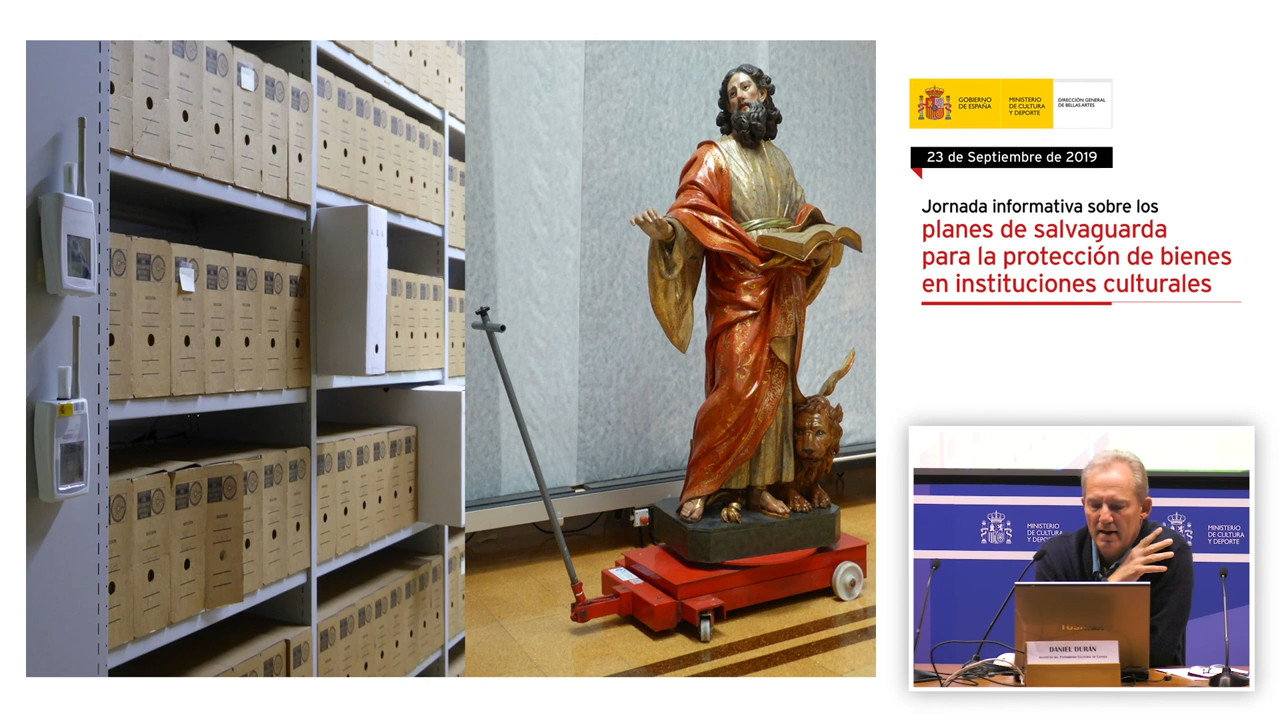 GOBIERNO
DE ESPAÑA
MINISTERIO
DE CULTURA
Y DEPORTE
DIRECCIÓN GENERAL
DE BELLAS ARTES
23 de Septiembre de 2019
Jornada informativa sobre los
planes de salvaguarda
para la protección de bienes
en instituciones culturales
MINISTERIO
DE CULTURA
Y DEPORTE
MINISTERIO
DE CULTURA
Y DEPORTE
DANIEL DURÁN